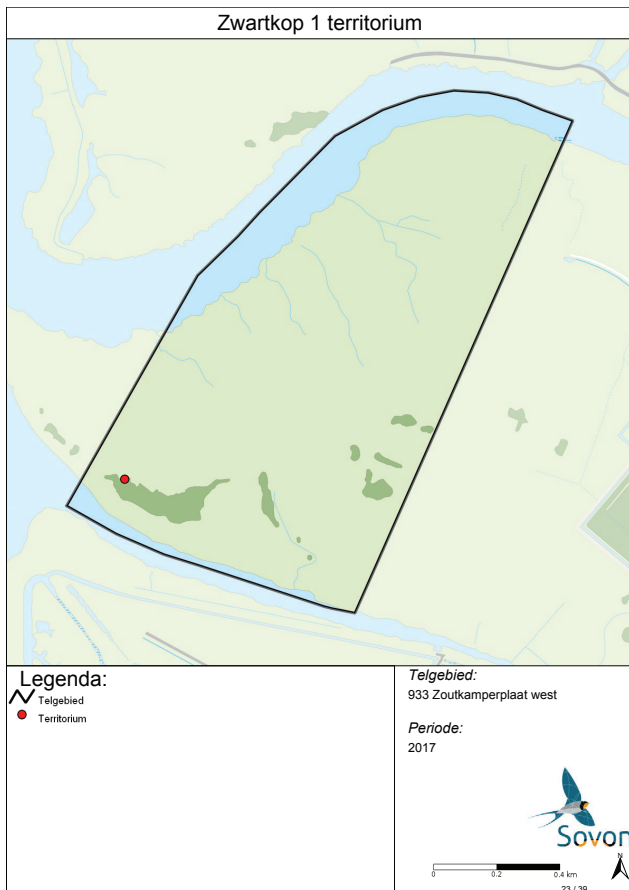 Zwartkop 1 territorium
Legenda:
Telgebied
Territorium
Telgebied:
933 Zoutkamperplaat west
Periode:
2017
Sovon
N
0 0.2 0.4 km
23 / 39